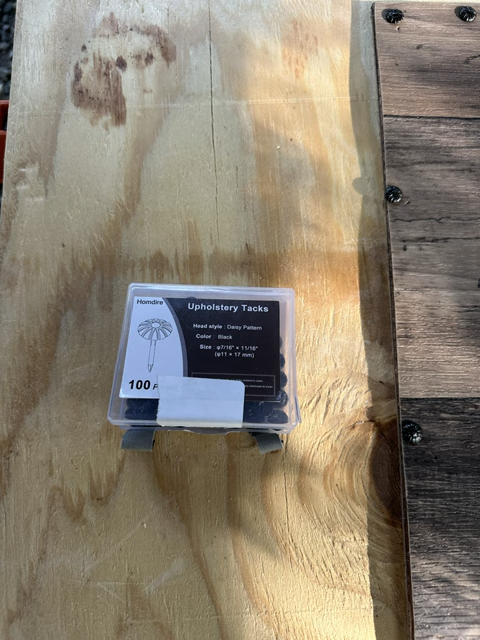 Homdire
Upholstery Tacks
Head style : Daisy Pattern
Color : Black
Size : φ7/16" × 11/16"
(φ11 × 17 mm)
100